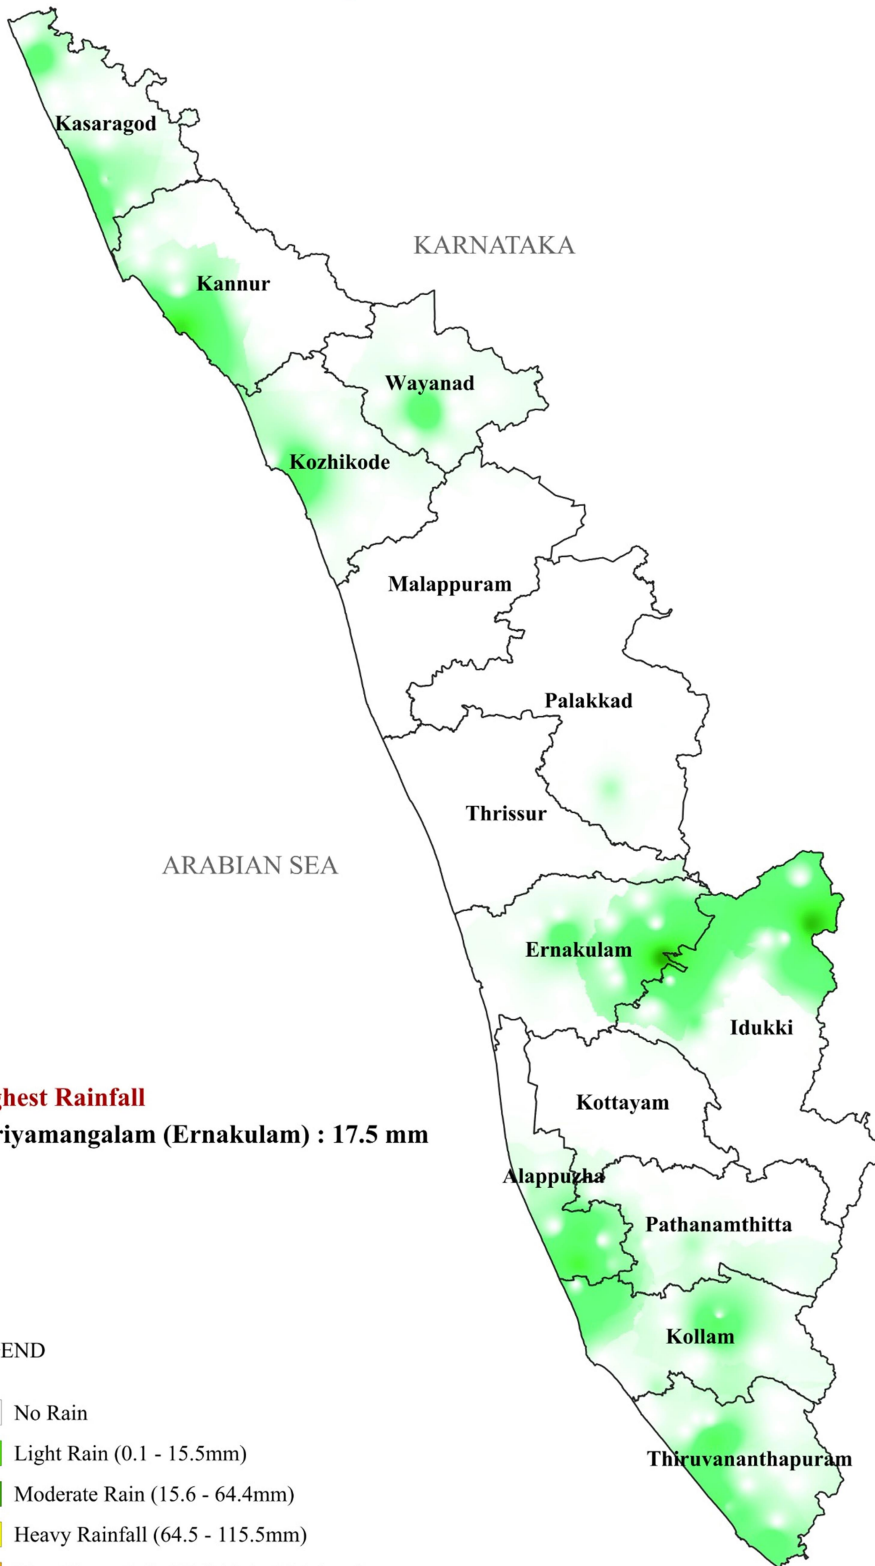 Kasaragod
KARNATAKA
Kannur
Wayanad
Kozhikode
Malappuram
Palakkad
Thrissur
ARABIAN SEA
Ernakulam
Idukki
ghest Rainfall
Kottayam
riyamangalam (Ernakulam) : 17.5 mm
Alappuzha
Pathanamthitta
Kollam
END
No Rain
Light Rain (0.1 - 15.5mm)
Thiruvananthapuram
Moderate Rain (15.6 - 64.4mm)
Heavy Rainfall (64.5 - 115.5mm)